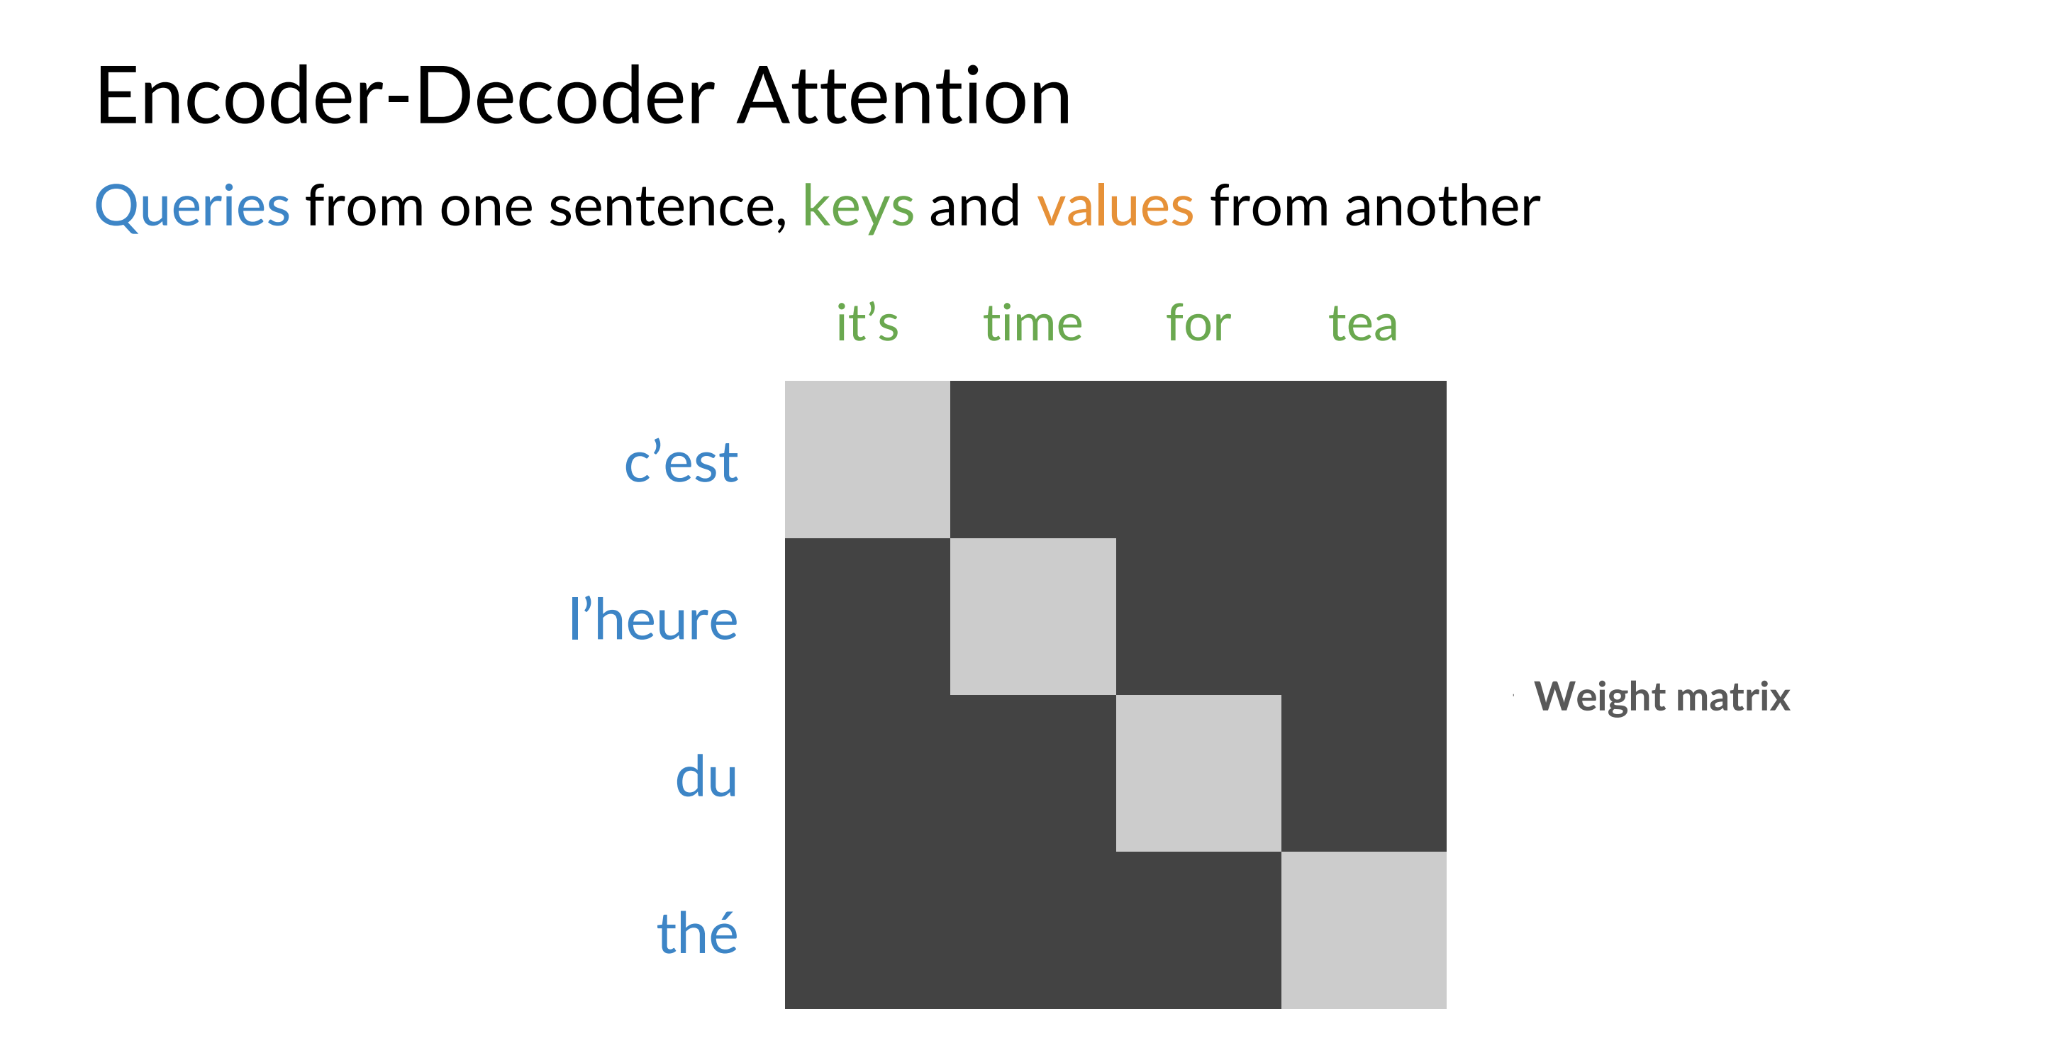 Encoder-Decoder Attention
Queries from one sentence, keys and values from another
it’s time for tea
c’est
l’heure
du
thé
Weight matrix